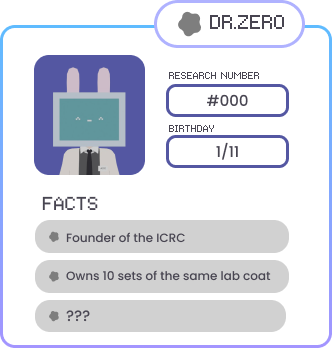 DR.ZERO
RESEARCH NUMBER
#000
BIRTHDAY
1/11
FACTS
Founder of the ICRC
Owns 10 sets of the same lab coat
???